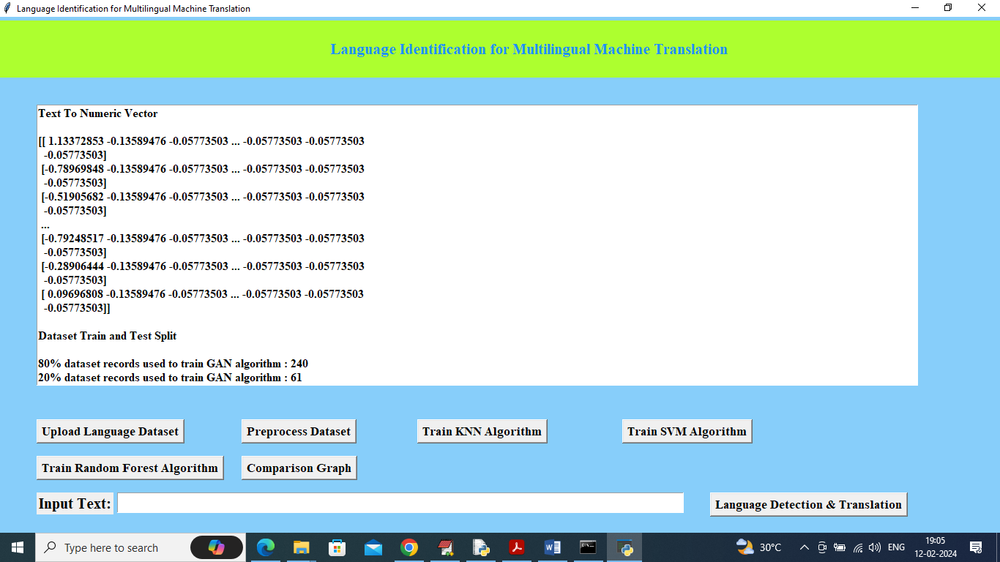 Language Identification for Multilingual Machine Translation
Language Identification for Multilingual Machine Translation
Text To Numeric Vector
[[ 1.13372853 -0.13589476 -0.05773503 ... -0.05773503 -0.05773503
-0.05773503]
[-0.78969848 -0.13589476 -0.05773503 ... -0.05773503 -0.05773503
-0.05773503]
[-0.51905682 -0.13589476 -0.05773503 ... -0.05773503 -0.05773503
-0.05773503]
...
[-0.79248517 -0.13589476 -0.05773503 ... -0.05773503 -0.05773503
-0.05773503]
[-0.28906444 -0.13589476 -0.05773503 ... -0.05773503 -0.05773503
-0.05773503]
[ 0.09696808 -0.13589476 -0.05773503 ... -0.05773503 -0.05773503
-0.05773503]]
Dataset Train and Test Split
80% dataset records used to train GAN algorithm : 240
20% dataset records used to train GAN algorithm : 61
Upload Language Dataset Preprocess Dataset Train KNN Algorithm Train SVM Algorithm
Train Random Forest Algorithm Comparison Graph
Input Text: Language Detection & Translation
Type here to search 30°C ENG 19:05
12-02-2024